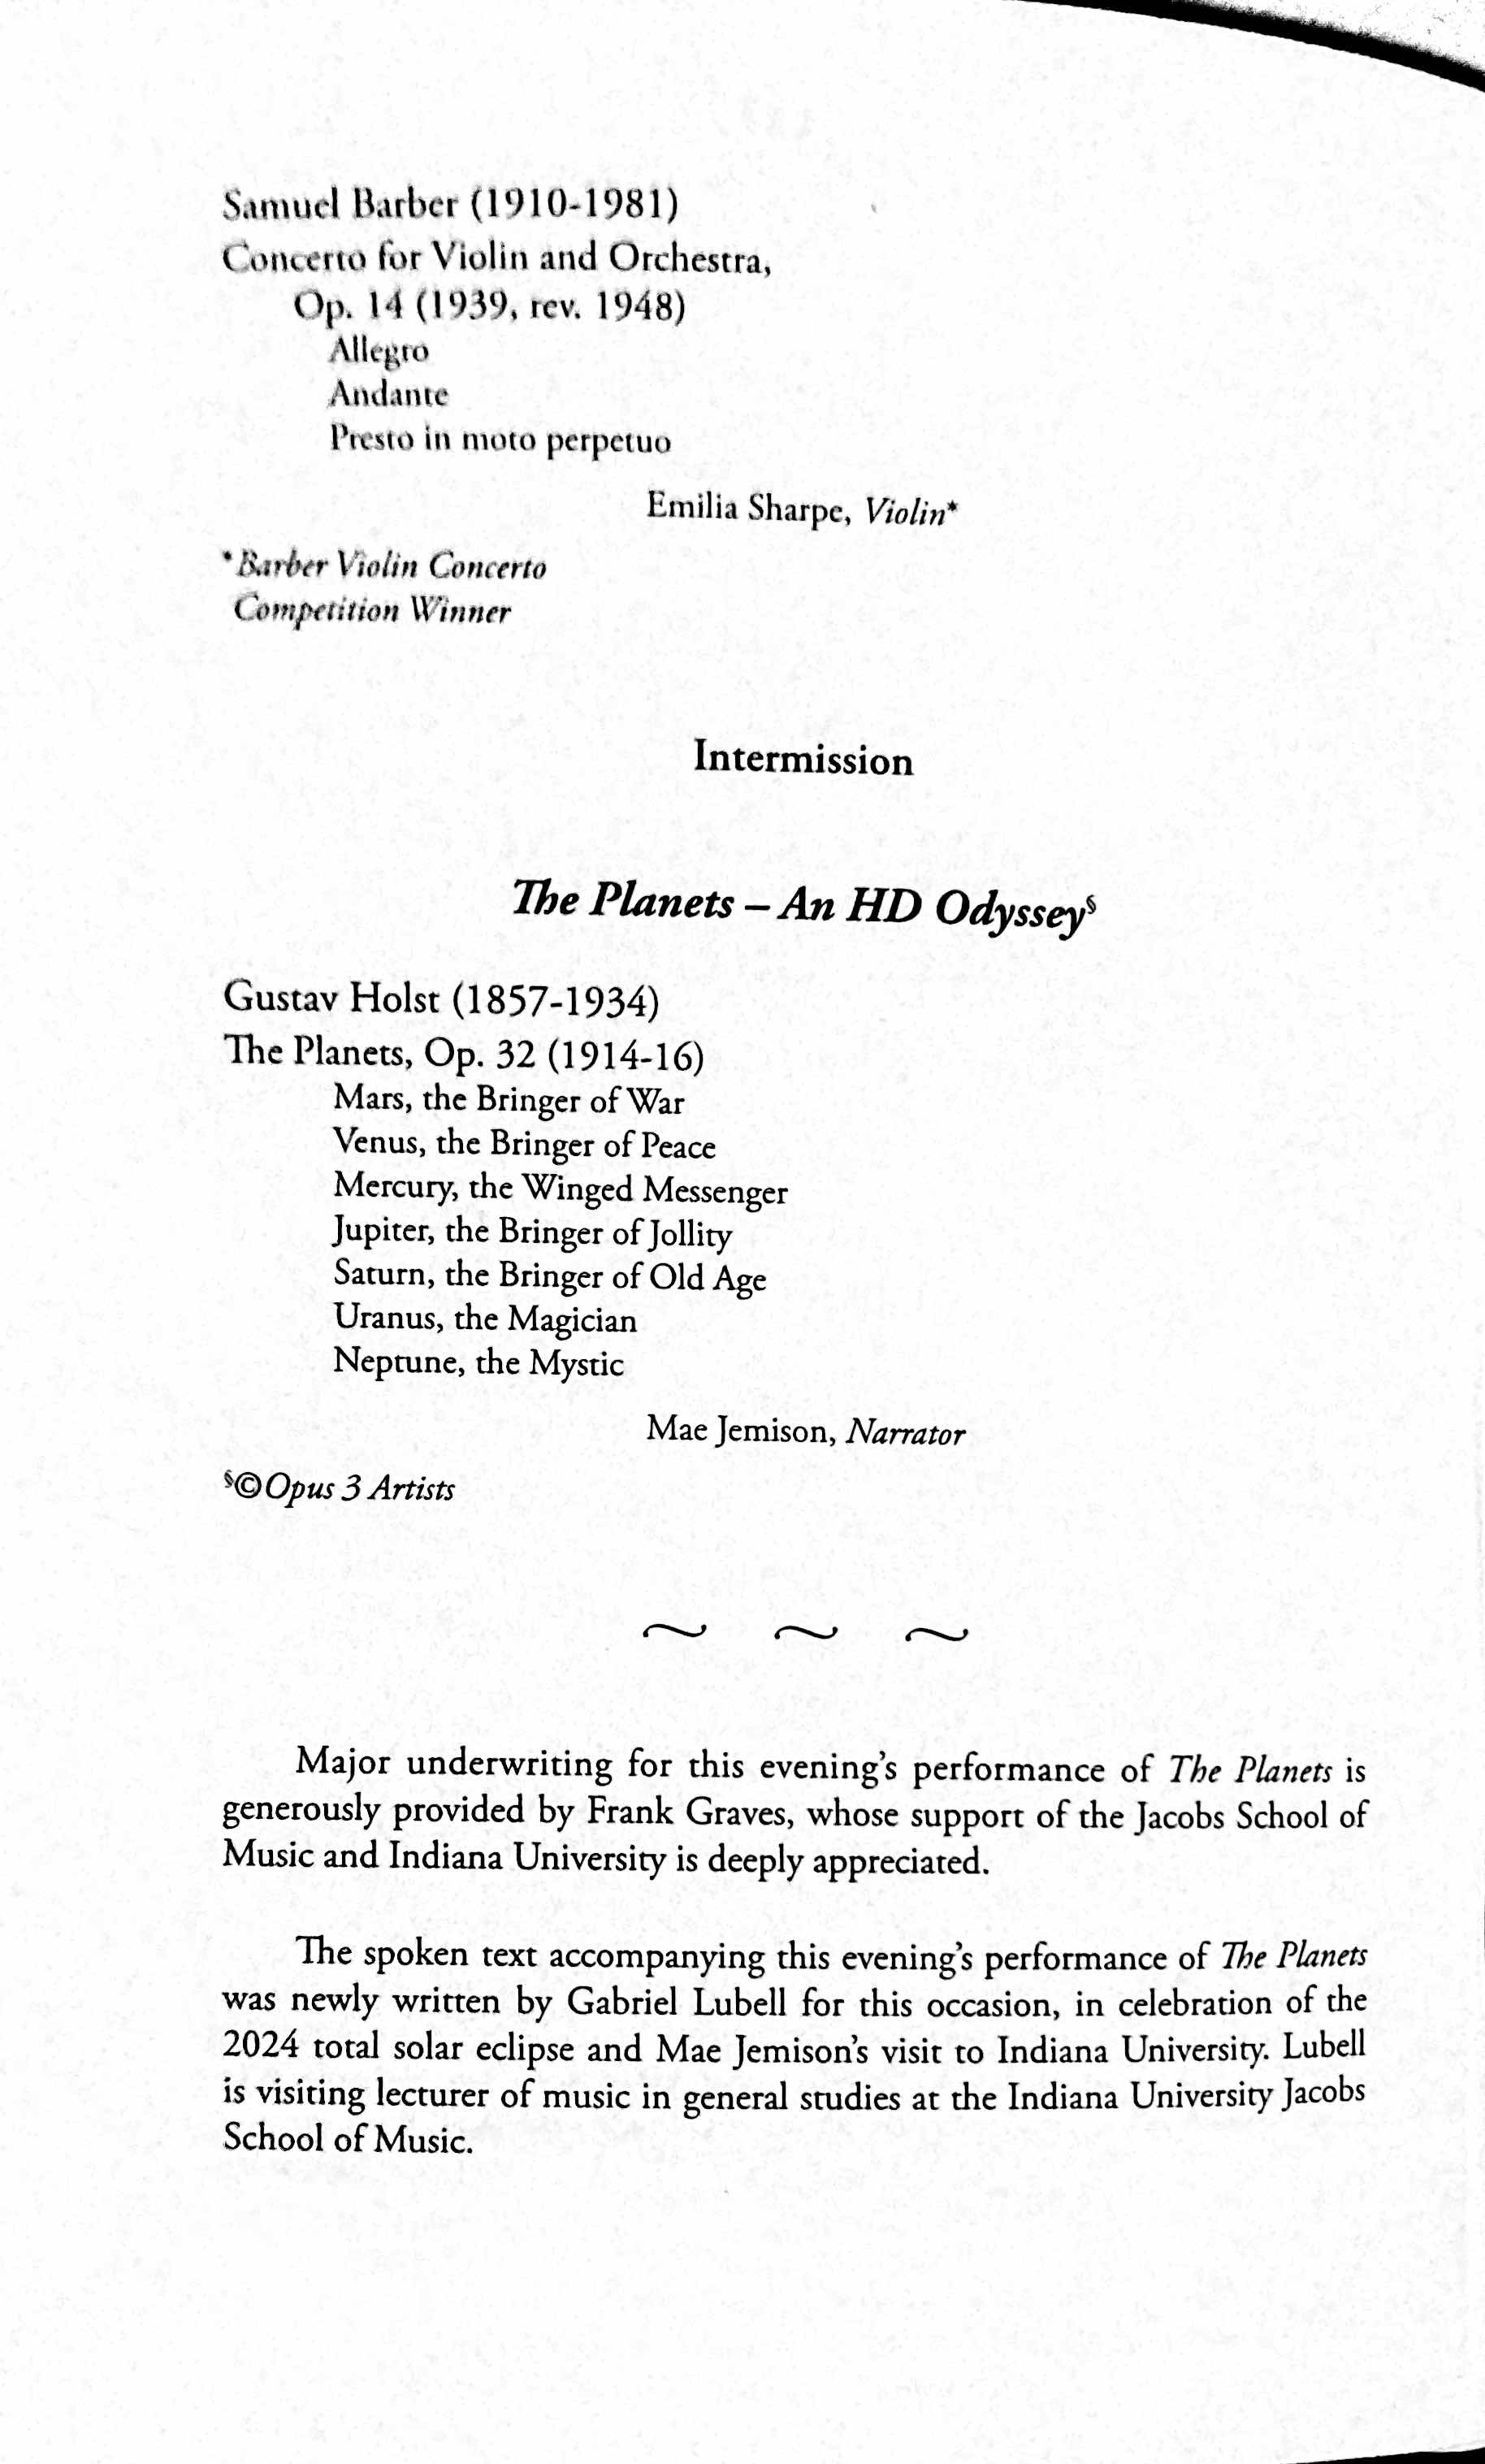 Samuel Barber (1910-1981)
Concerto for Violin and Orchestra,
Op. 14 (1939, rev. 1948)
Allegro
Andante
Presto in moto perpetuo
Emilia Sharpe, Violin*
*Barber Violin Concerto
Competition Winner
Intermission
The Planets – An HD Odyssey§
Gustav Holst (1857-1934)
The Planets, Op. 32 (1914-16)
Mars, the Bringer of War
Venus, the Bringer of Peace
Mercury, the Winged Messenger
Jupiter, the Bringer of Jollity
Saturn, the Bringer of Old Age
Uranus, the Magician
Neptune, the Mystic
Mae Jemison, Narrator
§©Opus 3 Artists
Major underwriting for this evening's performance of The Planets is
generously provided by Frank Graves, whose support of the Jacobs School of
Music and Indiana University is deeply appreciated.
The spoken text accompanying this evening's performance of The Planets
was newly written by Gabriel Lubell for this occasion, in celebration of the
2024 total solar eclipse and Mae Jemison's visit to Indiana University. Lubell
is visiting lecturer of music in general studies at the Indiana University Jacobs
School of Music.